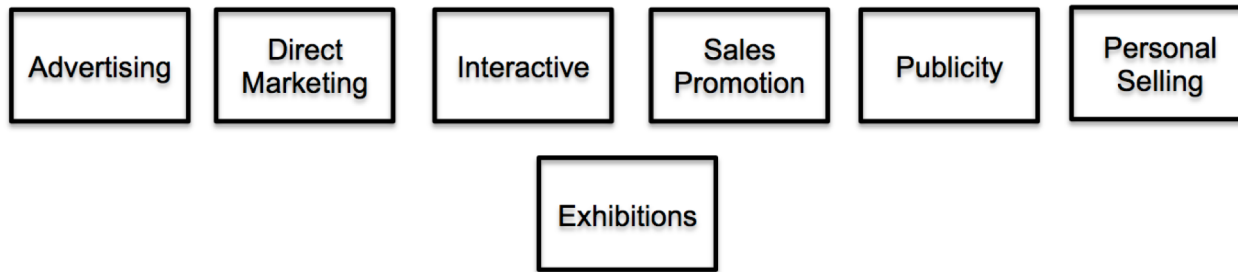 Advertising
Direct
Marketing
Interactive
Sales
Promotion
Publicity
Personal
Selling
Exhibitions